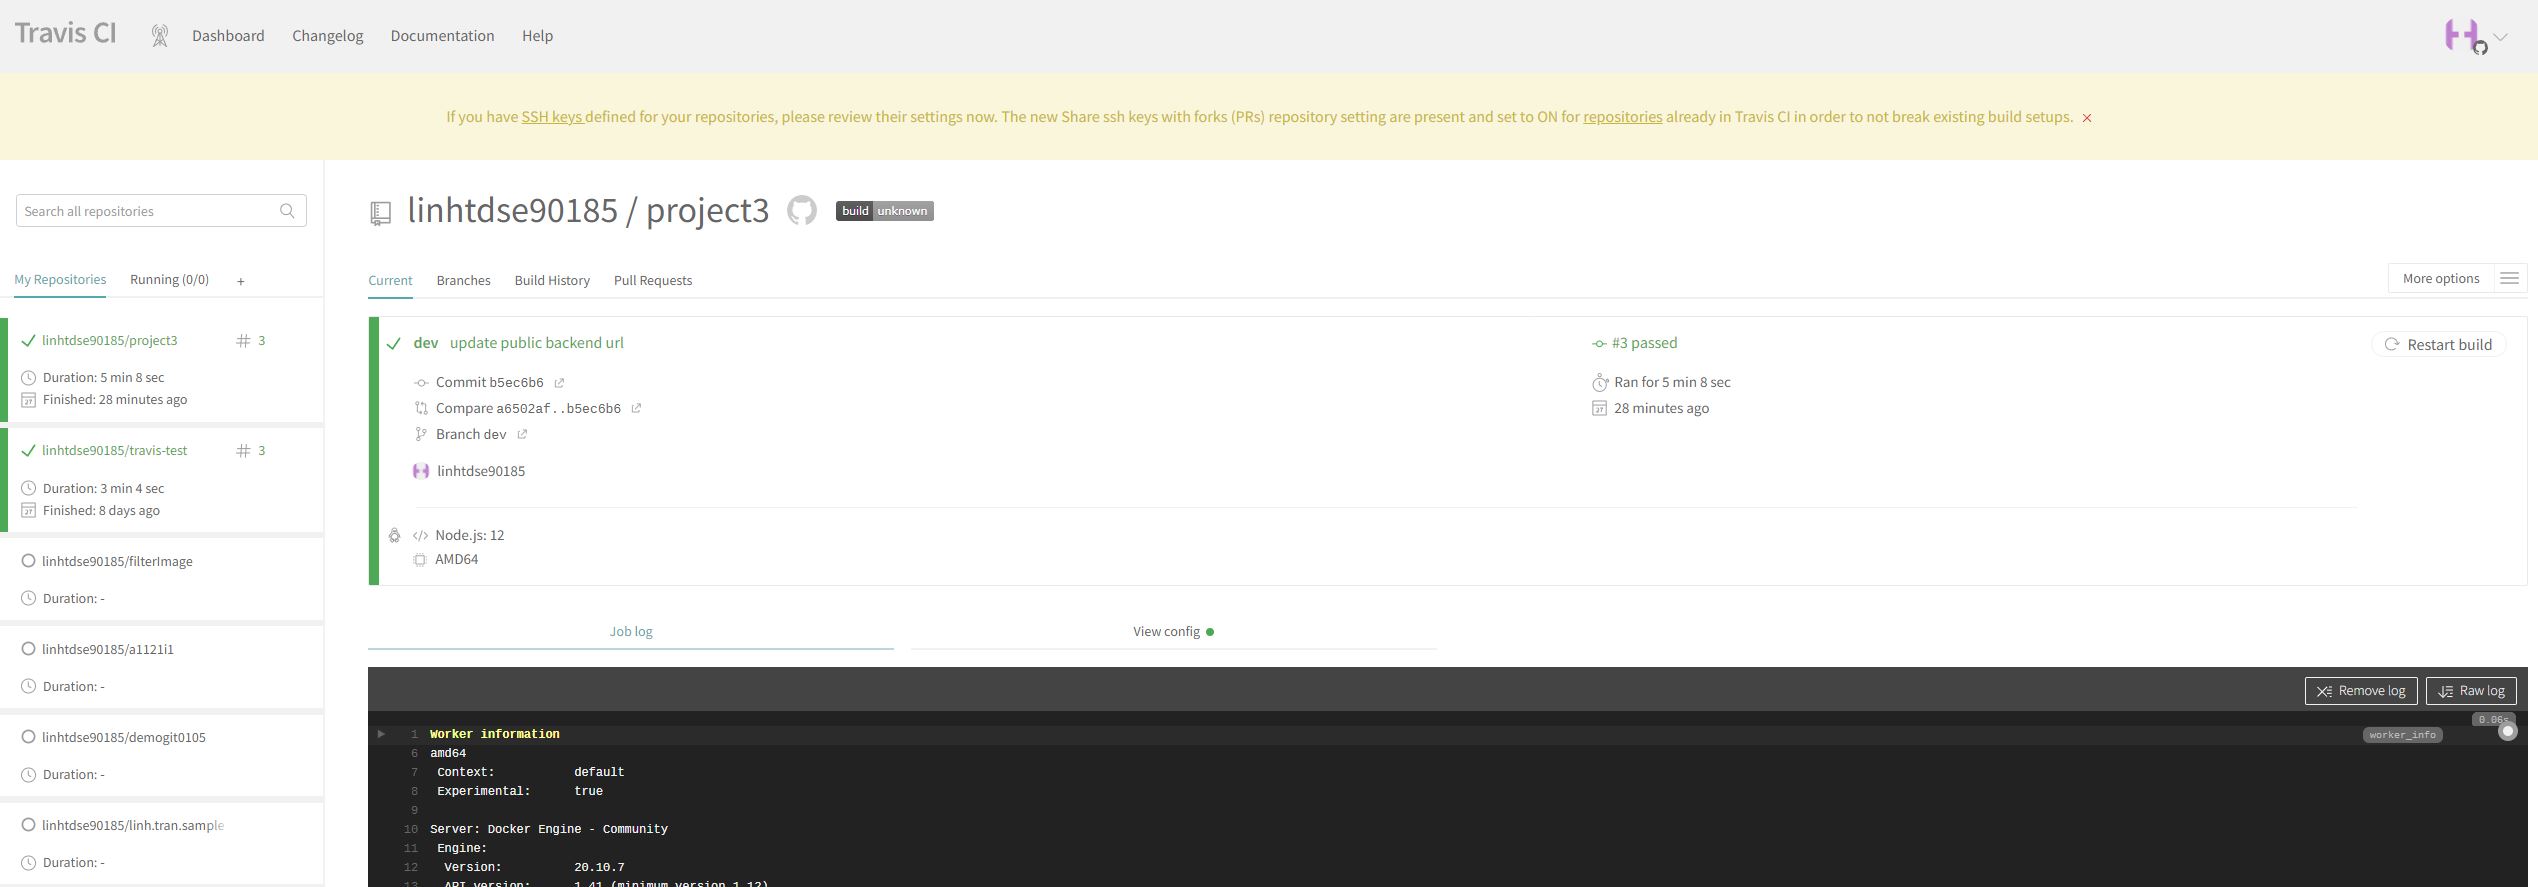 Travis CI Dashboard Changelog Documentation Help
If you have SSH keys defined for your repositories, please review their settings now. The new Share ssh keys with forks (PRs) repository setting are present and set to ON for repositories already in Travis CI in order to not break existing build setups. ×
Search all repositories
My Repositories Running (0/0) +
linhtdse90185/project3 # 3
Duration: 5 min 8 sec
Finished: 28 minutes ago
linhtdse90185/travis-test # 3
Duration: 3 min 4 sec
Finished: 8 days ago
linhtdse90185/filterImage
Duration: -
linhtdse90185/a1121i1
Duration: -
linhtdse90185/demogit0105
Duration: -
linhtdse90185/linh.tran.sample
Duration: -
linhtdse90185 / project3 build unknown
Current Branches Build History Pull Requests More options
dev update public backend url
Commit b5ec6b6
Compare a6502af..b5ec6b6
Branch dev
linhtdse90185
#3 passed
Ran for 5 min 8 sec
28 minutes ago
Restart build
Node.js: 12
AMD64
Job log View config
Remove log Raw log
0.06s
1 Worker information worker_info
6 amd64
7 Context: default
8 Experimental: true
9
10 Server: Docker Engine - Community
11 Engine:
12 Version: 20.10.7
13 API version: 1.41 (minimum version 1.12)